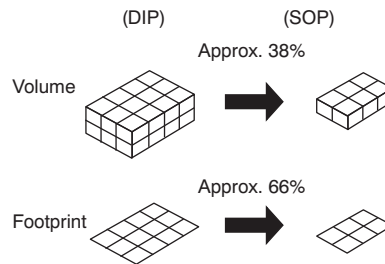 (DIP) (SOP)
Approx. 38%
Volume
Approx. 66%
Footprint